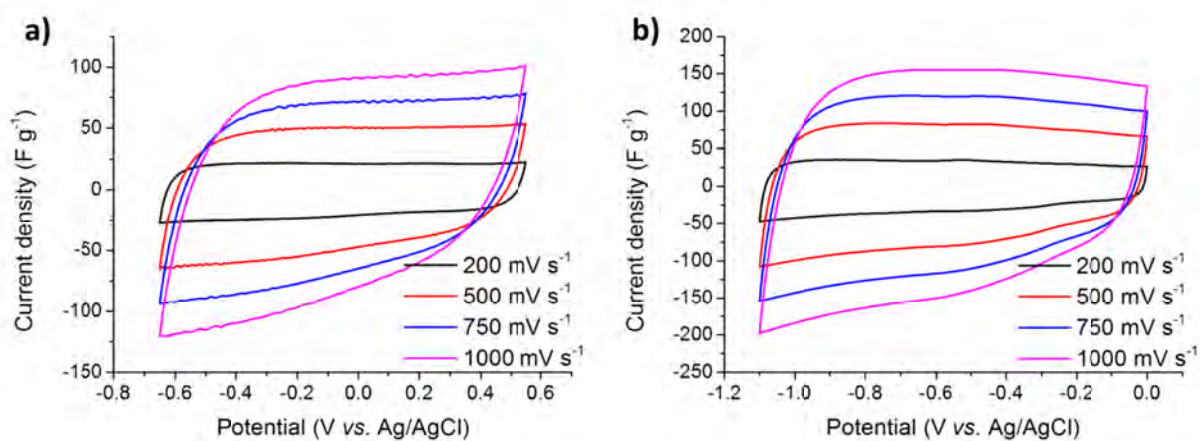 a)
Current density (F g⁻¹)
100
50
0
-50
-100
-150
-0.8 -0.6 -0.4 -0.2 0.0 0.2 0.4 0.6
Potential (V vs. Ag/AgCl)
200 mV s⁻¹
500 mV s⁻¹
750 mV s⁻¹
1000 mV s⁻¹
b)
Current density (F g⁻¹)
200
150
100
50
0
-50
-100
-150
-200
-250
-1.2 -1.0 -0.8 -0.6 -0.4 -0.2 0.0
Potential (V vs. Ag/AgCl)
200 mV s⁻¹
500 mV s⁻¹
750 mV s⁻¹
1000 mV s⁻¹